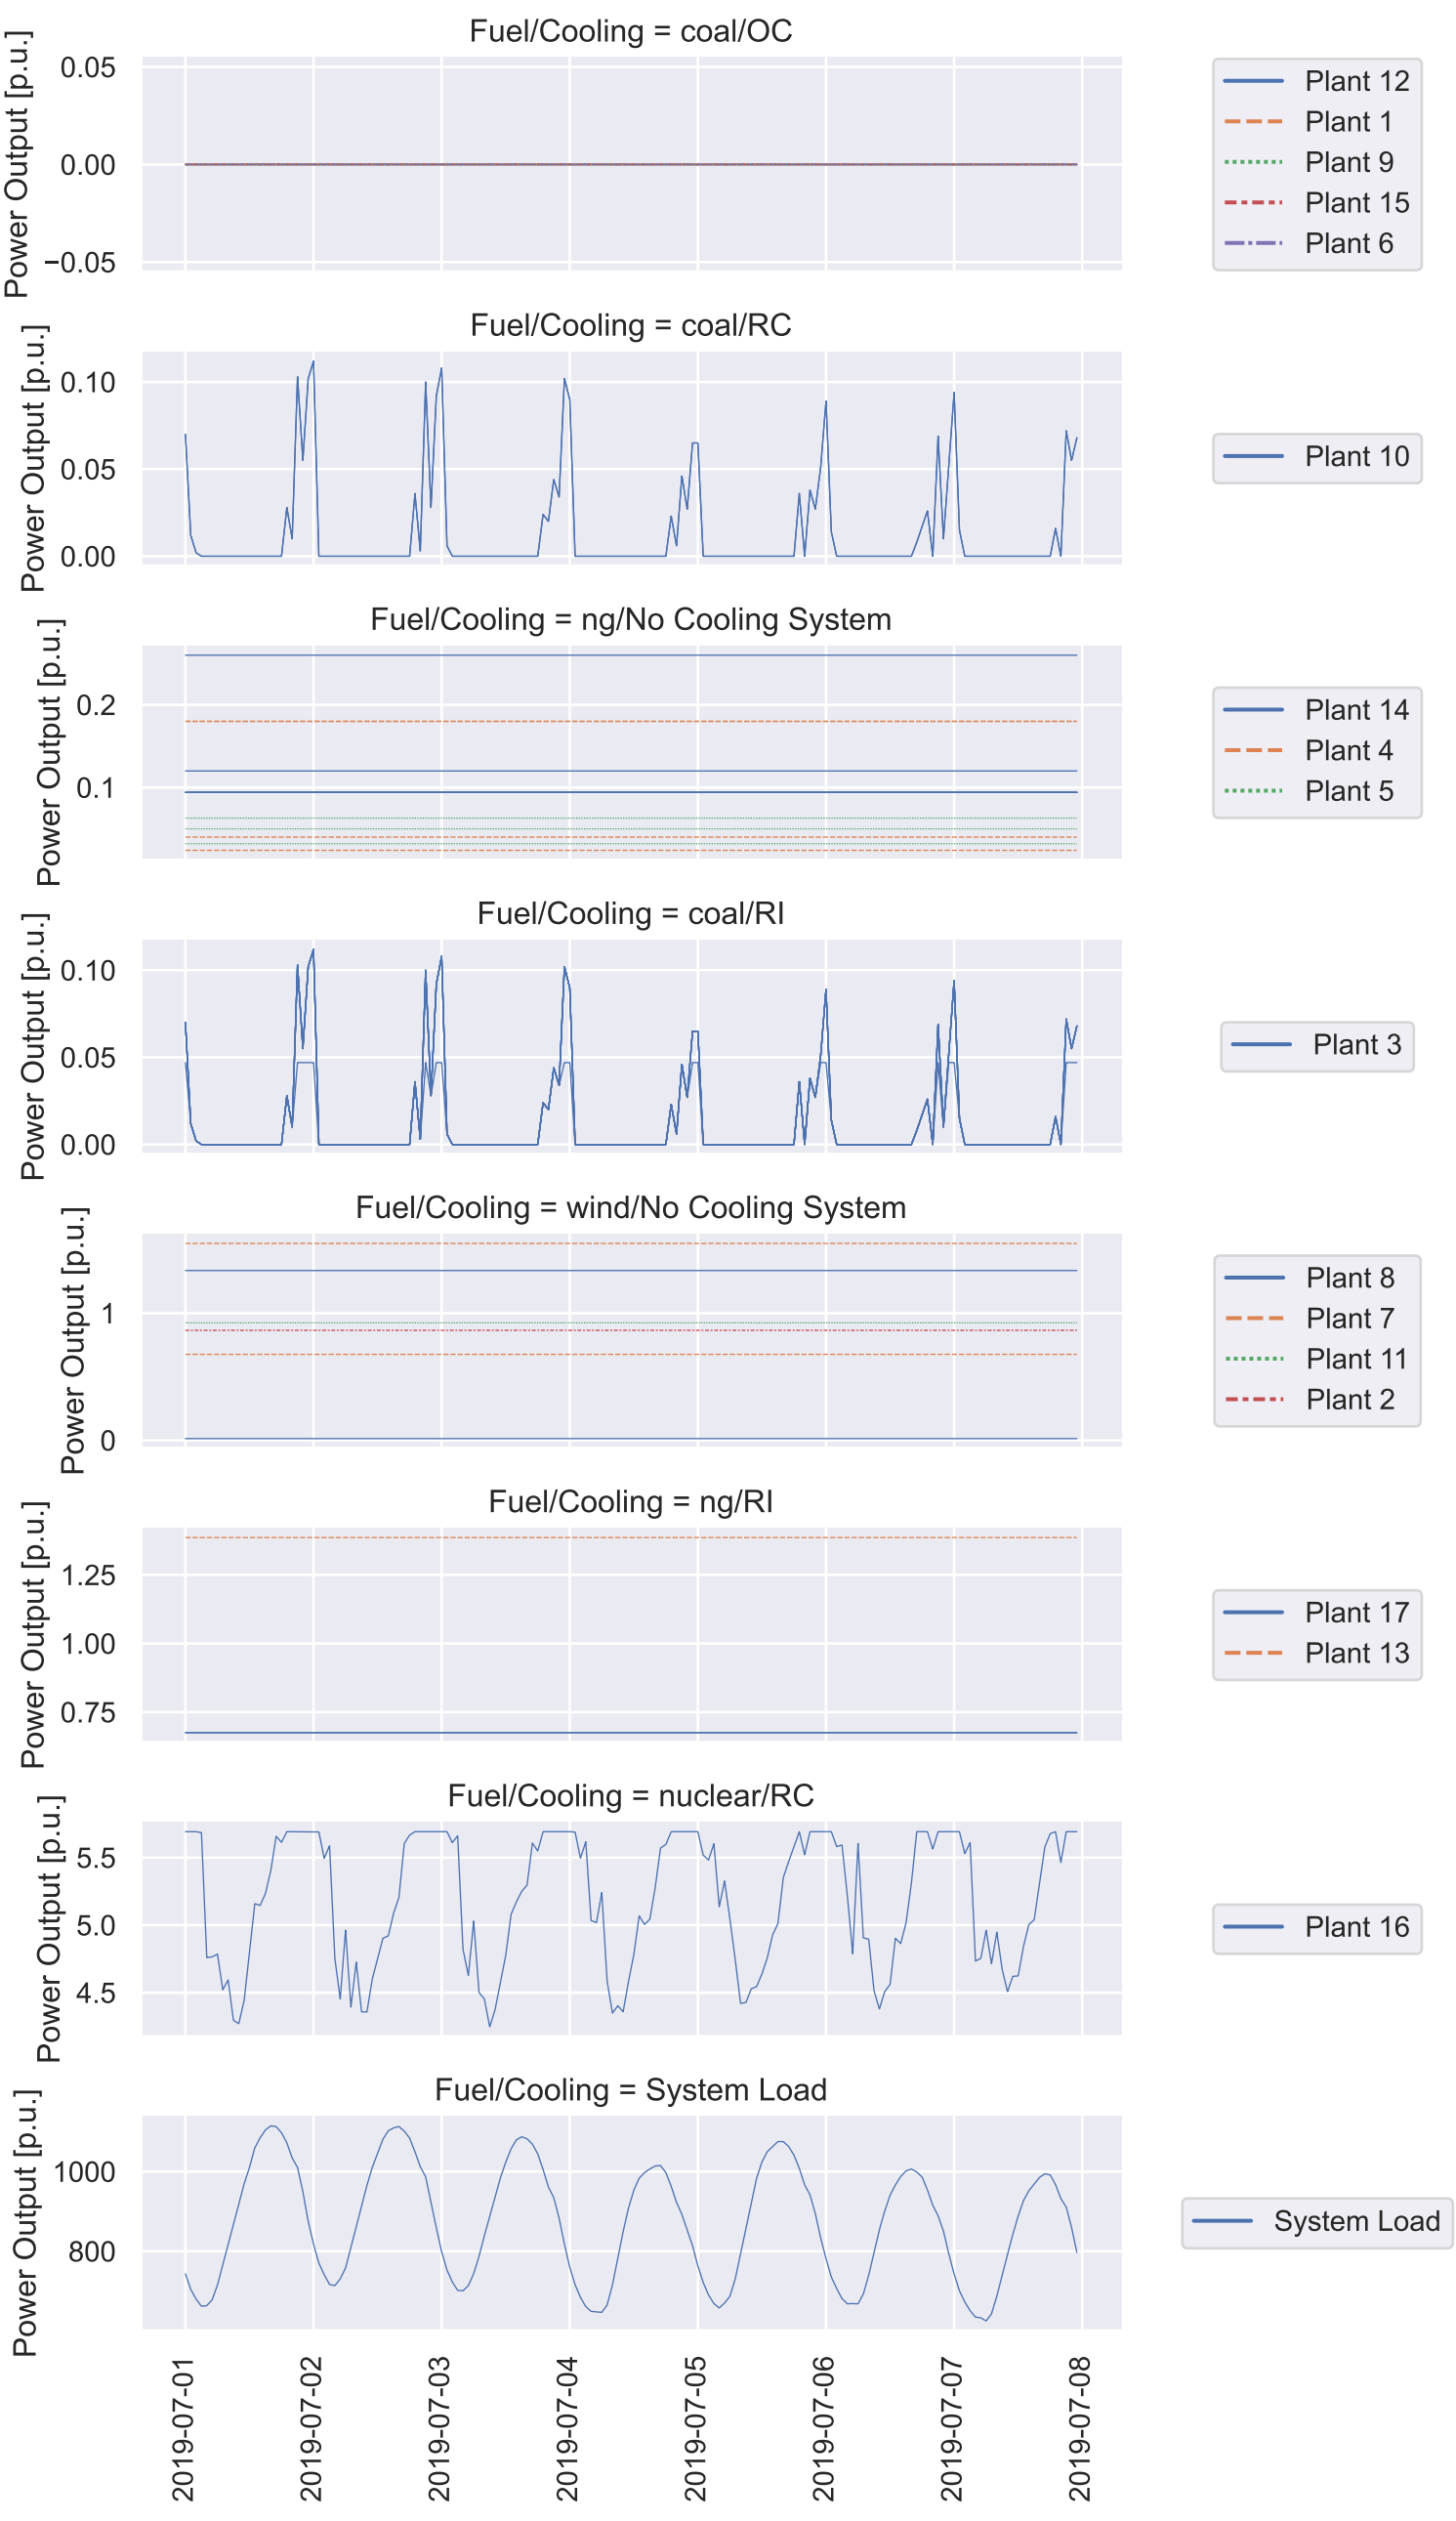 Fuel/Cooling = coal/OC
Power Output [p.u.]
0.05
0.00
−0.05
Plant 12
Plant 1
Plant 9
Plant 15
Plant 6
Fuel/Cooling = coal/RC
Power Output [p.u.]
0.10
0.05
0.00
Plant 10
Fuel/Cooling = ng/No Cooling System
Power Output [p.u.]
0.2
0.1
Plant 14
Plant 4
Plant 5
Fuel/Cooling = coal/RI
Power Output [p.u.]
0.10
0.05
0.00
Plant 3
Fuel/Cooling = wind/No Cooling System
Power Output [p.u.]
1
0
Plant 8
Plant 7
Plant 11
Plant 2
Fuel/Cooling = ng/RI
Power Output [p.u.]
1.25
1.00
0.75
Plant 17
Plant 13
Fuel/Cooling = nuclear/RC
Power Output [p.u.]
5.5
5.0
4.5
Plant 16
Fuel/Cooling = System Load
Power Output [p.u.]
1000
800
System Load
2019-07-01
2019-07-02
2019-07-03
2019-07-04
2019-07-05
2019-07-06
2019-07-07
2019-07-08